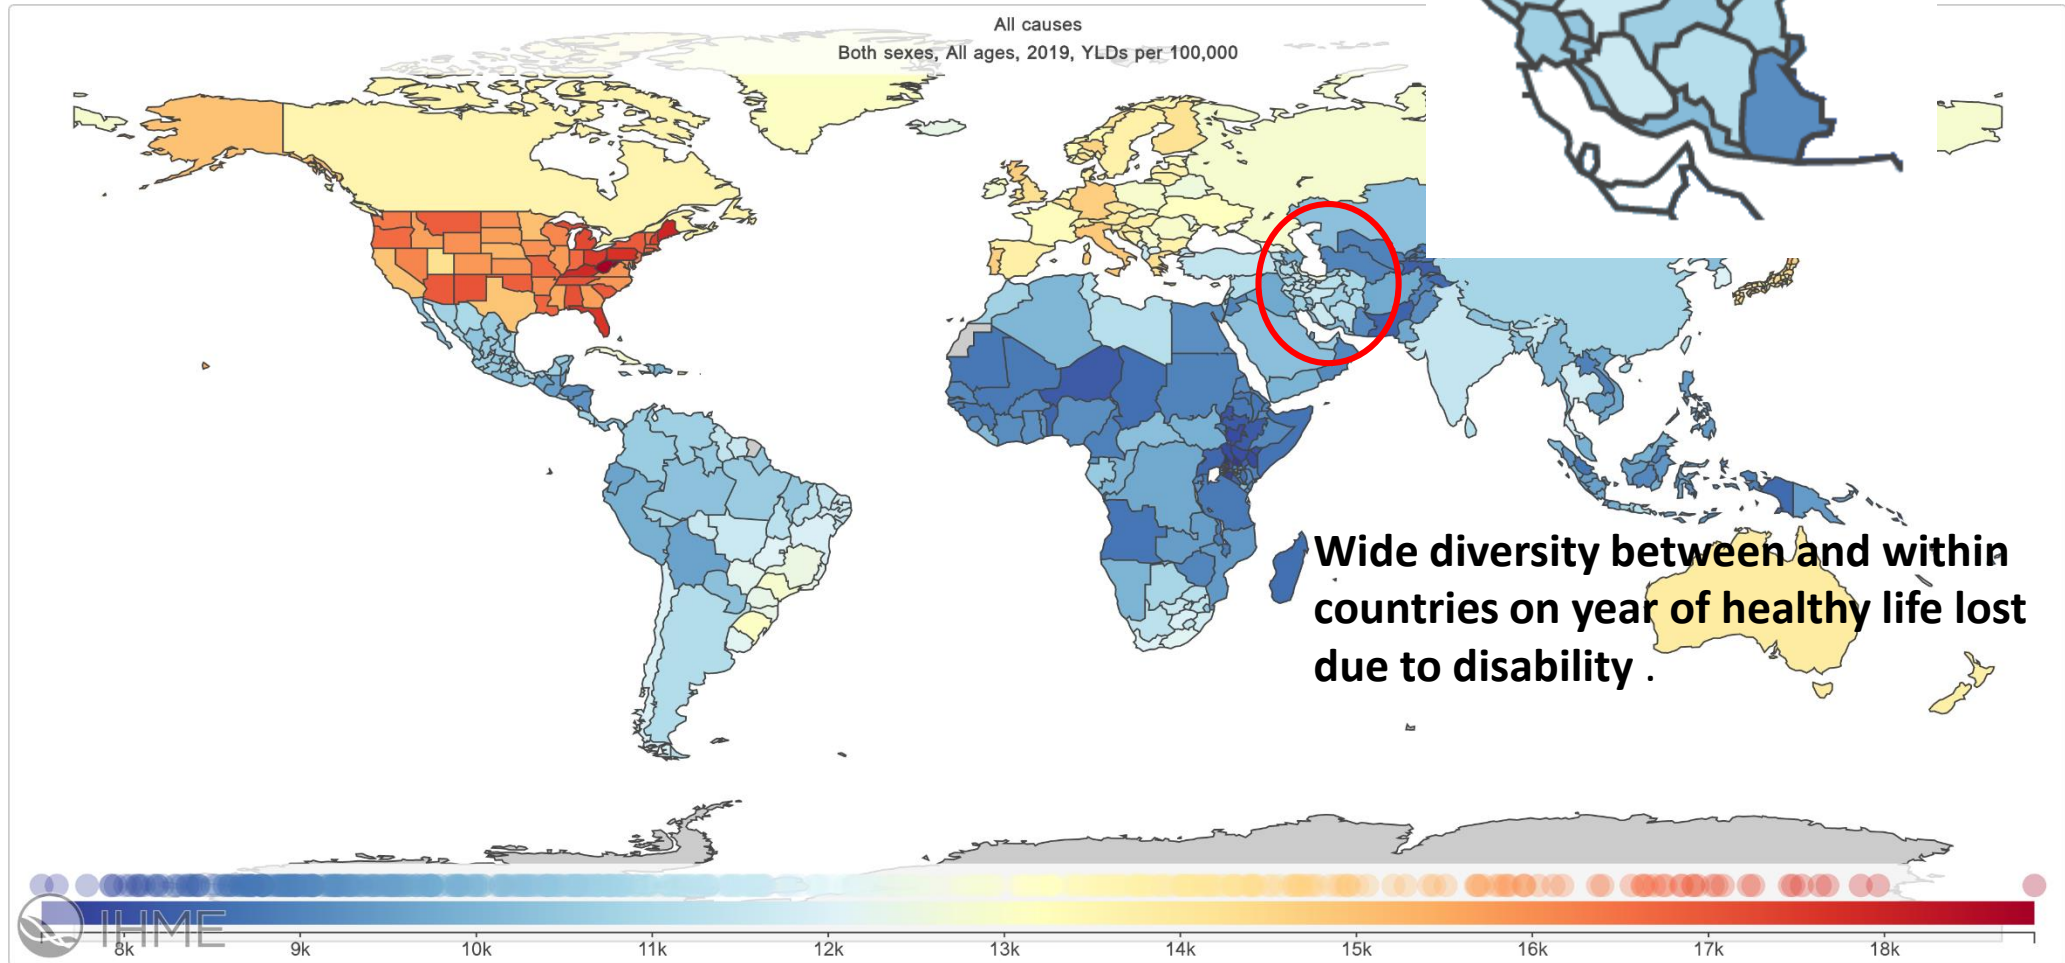 All causes
Both sexes, All ages, 2019, YLDs per 100,000
Wide diversity between and within
countries on year of healthy life lost
due to disability .
IHME
8k 9k 10k 11k 12k 13k 14k 15k 16k 17k 18k